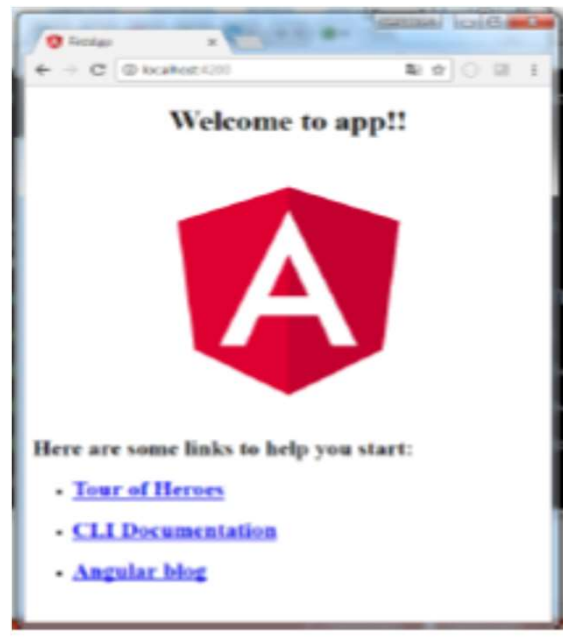 FirstApp
localhost:4200
Welcome to app!!
A
Here are some links to help you start:
Tour of Heroes
CLI Documentation
Angular blog